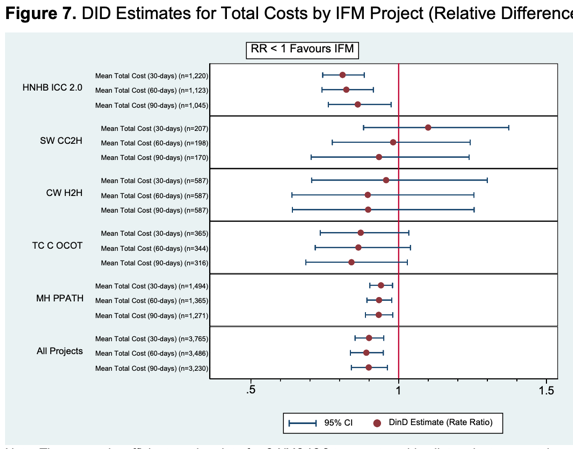 Figure 7. DID Estimates for Total Costs by IFM Project (Relative Difference
RR < 1 Favours IFM
HNHB ICC 2.0
Mean Total Cost (30-days) (n=1,220)
Mean Total Cost (60-days) (n=1,123)
Mean Total Cost (90-days) (n=1,045)
SW CC2H
Mean Total Cost (30-days) (n=207)
Mean Total Cost (60-days) (n=198)
Mean Total Cost (90-days) (n=170)
CW H2H
Mean Total Cost (30-days) (n=587)
Mean Total Cost (60-days) (n=587)
Mean Total Cost (90-days) (n=587)
TC C OCOT
Mean Total Cost (30-days) (n=365)
Mean Total Cost (60-days) (n=344)
Mean Total Cost (90-days) (n=316)
MH PPATH
Mean Total Cost (30-days) (n=1,494)
Mean Total Cost (60-days) (n=1,365)
Mean Total Cost (90-days) (n=1,271)
All Projects
Mean Total Cost (30-days) (n=3,765)
Mean Total Cost (60-days) (n=3,486)
Mean Total Cost (90-days) (n=3,230)
.5 1 1.5
95% CI DinD Estimate (Rate Ratio)